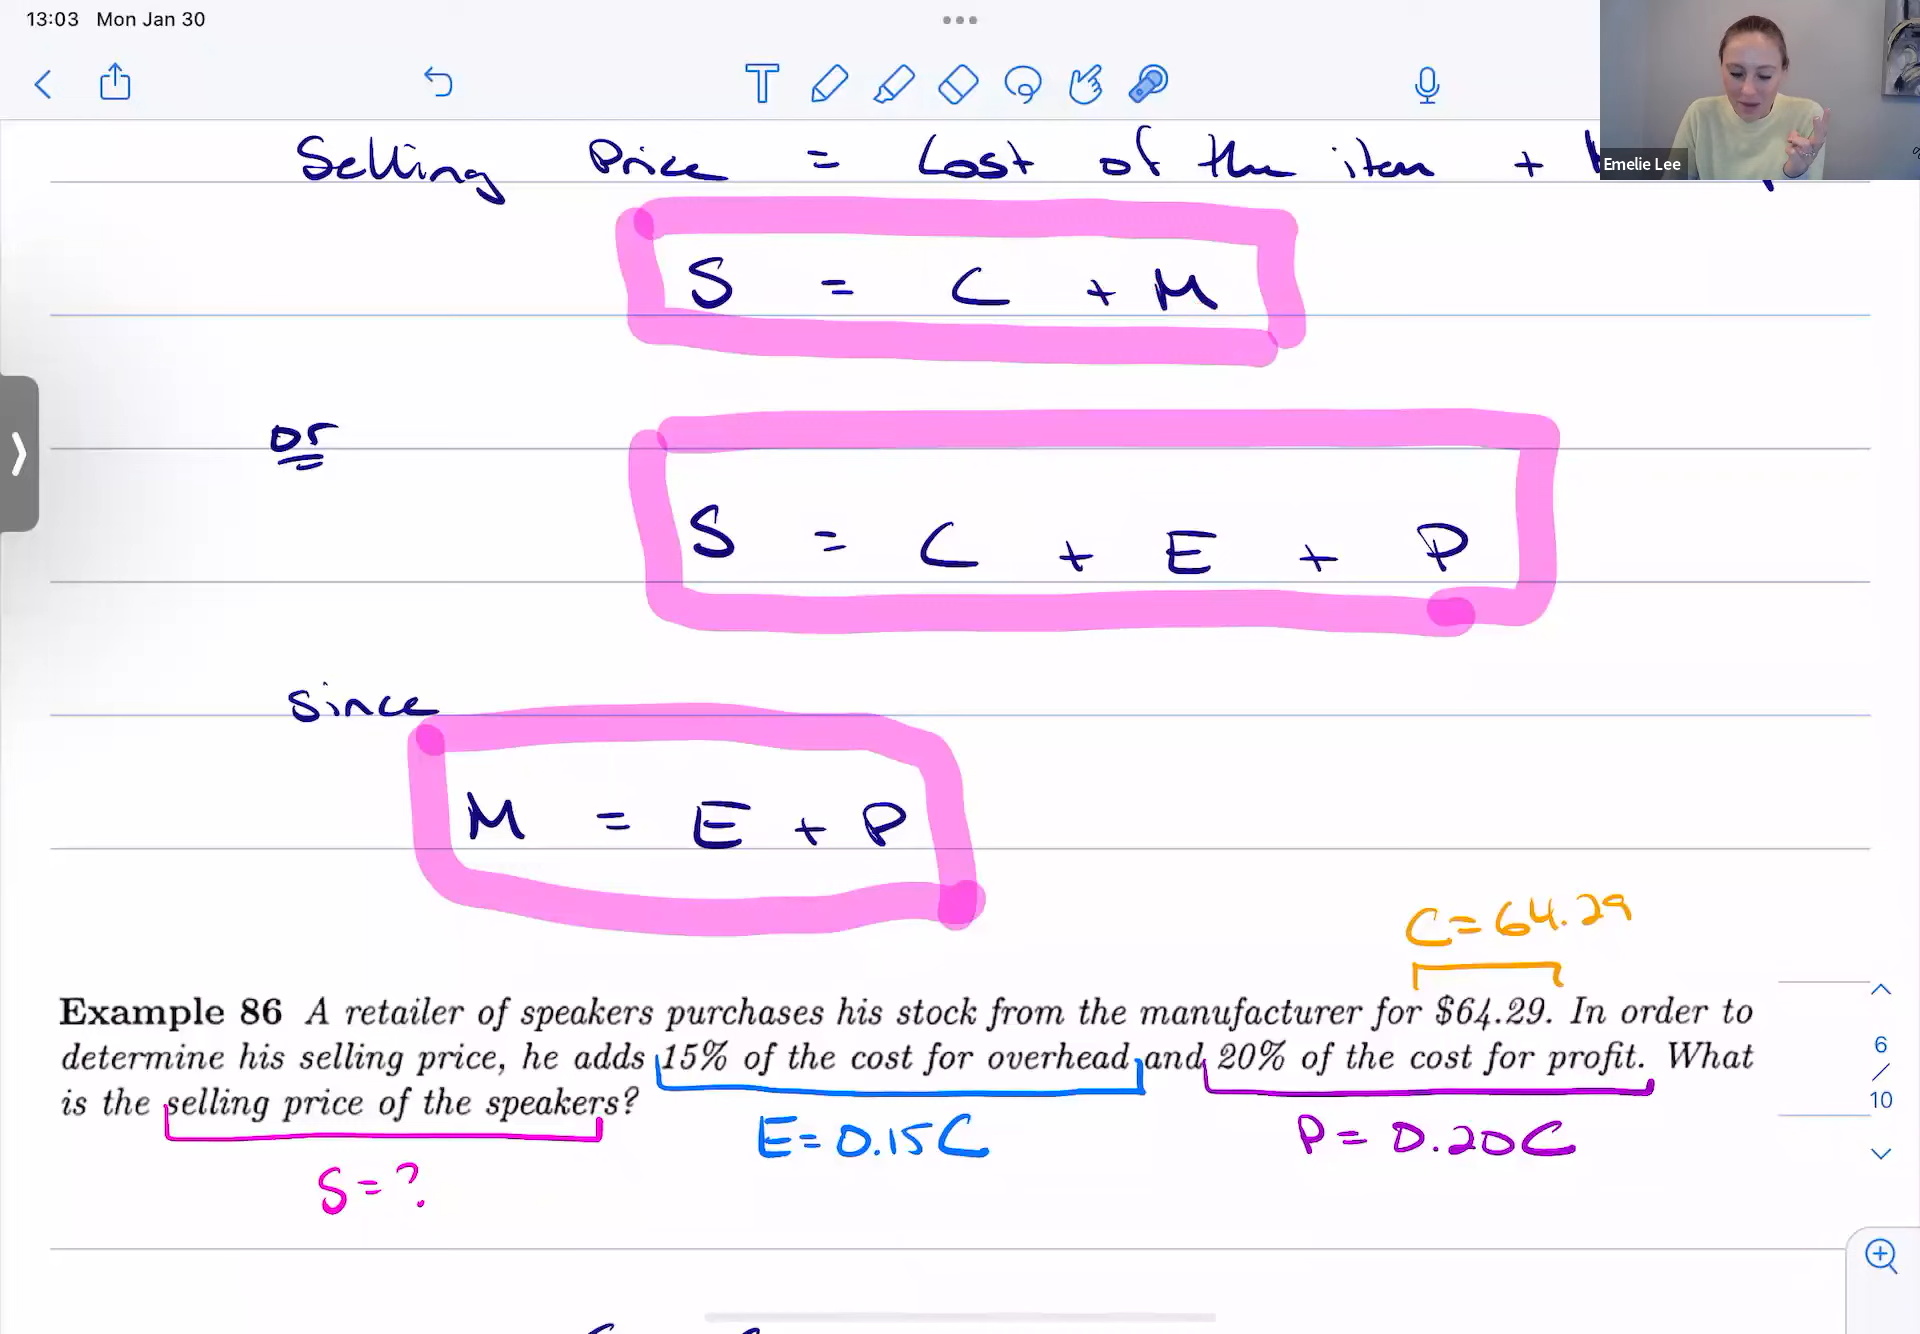 13:03 Mon Jan 30
Selling Price = Cost of the item +
Emelie Lee
S = C + M
or
S = C + E + P
since
M = E + P
C = 64.29
Example 86 A retailer of speakers purchases his stock from the manufacturer for $64.29. In order to
determine his selling price, he adds 15% of the cost for overhead and 20% of the cost for profit. What
is the selling price of the speakers?
E = 0.15C
P = 0.20C
S = ?
6
/
10